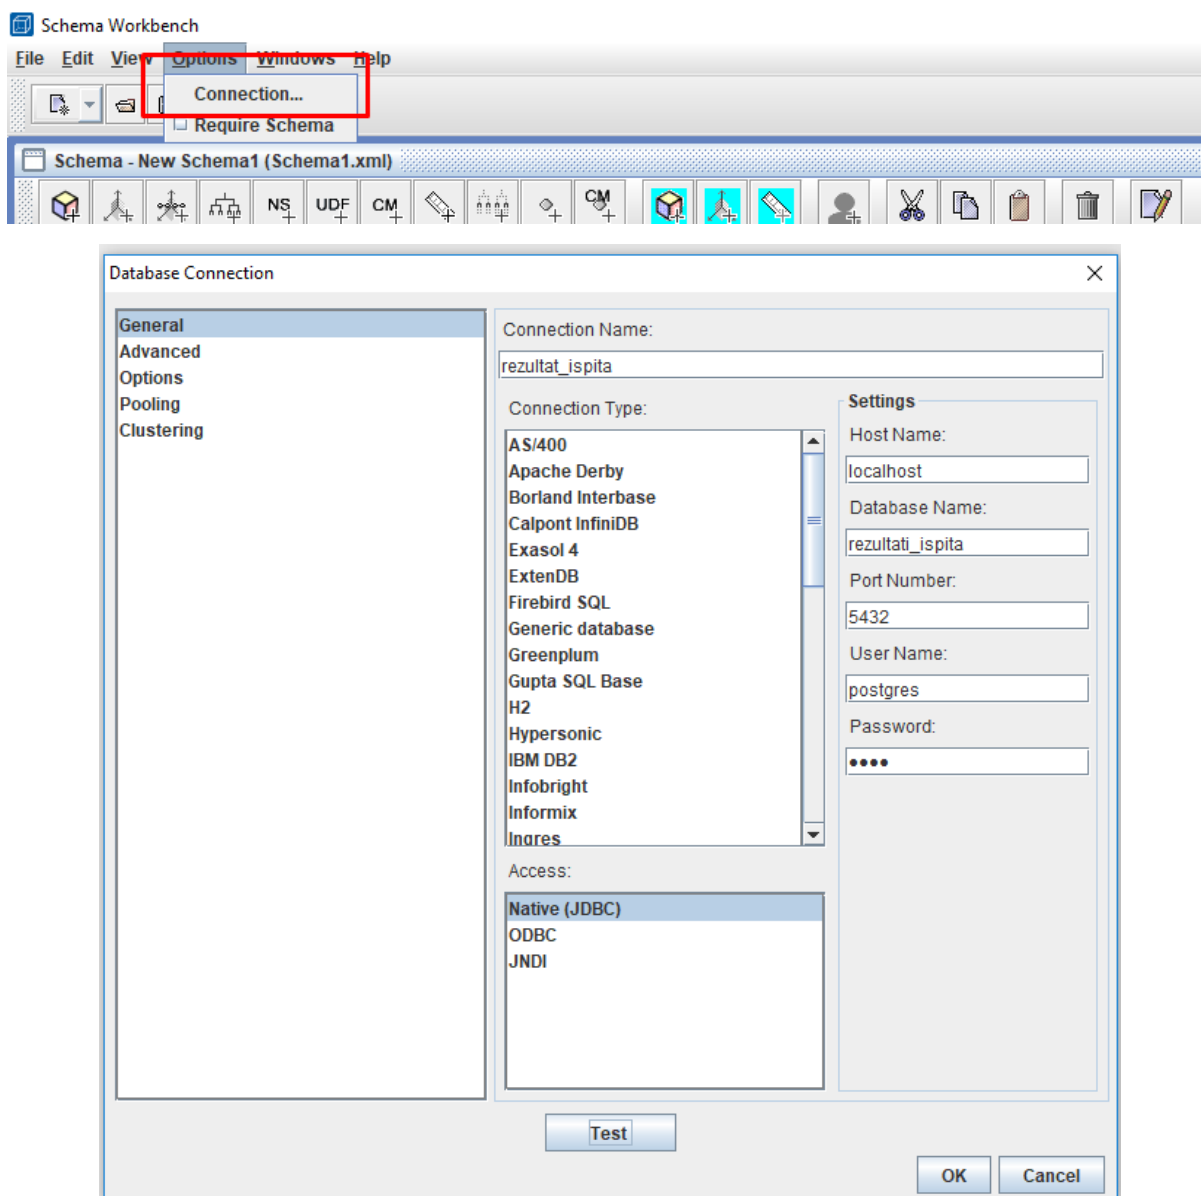 Schema Workbench
File Edit View Options Windows Help
Connection...
Require Schema
Schema - New Schema1 (Schema1.xml)
NS UDF CM CM
Database Connection
General
Advanced
Options
Pooling
Clustering
Connection Name:
rezultat_ispita
Connection Type:
AS/400
Apache Derby
Borland Interbase
Calpont InfiniDB
Exasol 4
ExtenDB
Firebird SQL
Generic database
Greenplum
Gupta SQL Base
H2
Hypersonic
IBM DB2
Infobright
Informix
Ingres
Access:
Native (JDBC)
ODBC
JNDI
Settings
Host Name:
localhost
Database Name:
rezultati_ispita
Port Number:
5432
User Name:
postgres
Password:
••••
Test
OK Cancel